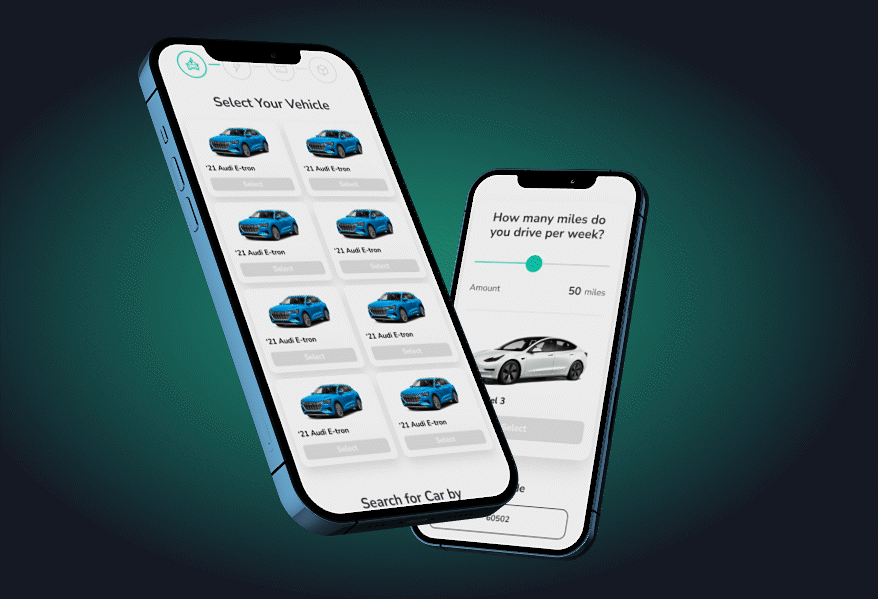 Select Your Vehicle
'21 Audi E-tron
'21 Audi E-tron
Select
Select
'21 Audi E-tron
'21 Audi E-tron
Select
Select
'21 Audi E-tron
'21 Audi E-tron
Select
Select
'21 Audi E-tron
'21 Audi E-tron
Select
Select
Search for Car by
How many miles do
you drive per week?
Amount
50 miles
el 3
Select
le
60502